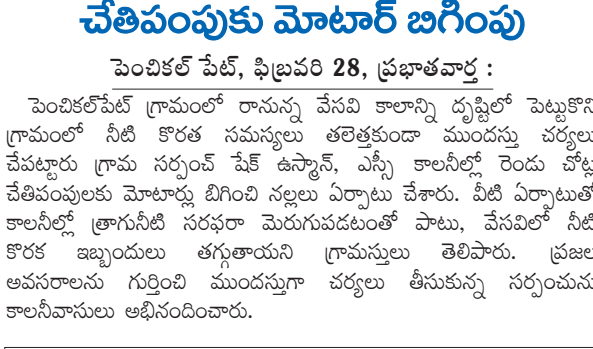 చేతిపంపుకు మోటార్ బిగింపు
పెంచికల్ పేట్, ఫిబ్రవరి 28, ప్రభాతవార్త :
పెంచికల్‌పేట్ గ్రామంలో రానున్న వేసవి కాలాన్ని దృష్టిలో పెట్టుకొని
గ్రామంలో నీటి కొరత సమస్యలు తలెత్తకుండా ముందస్తు చర్యలు
చేపట్టారు గ్రామ సర్పంచ్ షేక్ ఉస్మాన్, ఎస్సీ కాలనీల్లో రెండు చోట్ల
చేతిపంపులకు మోటార్లు బిగించి నల్లలు ఏర్పాటు చేశారు. వీటి ఏర్పాటుతో
కాలనీల్లో త్రాగునీటి సరఫరా మెరుగుపడటంతో పాటు, వేసవిలో నీటి
కొరక ఇబ్బందులు తగ్గుతాయని గ్రామస్తులు తెలిపారు. ప్రజల
అవసరాలను గుర్తించి ముందస్తుగా చర్యలు తీసుకున్న సర్పంచును
కాలనీవాసులు అభినందించారు.